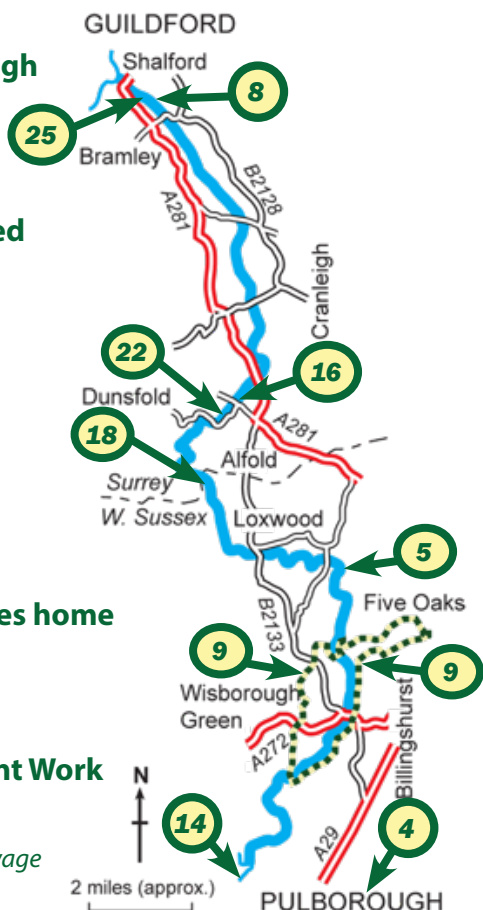 GUILDFORD
gh
Shalford
8
25
Bramley
B2128
A281
ed
Cranleigh
22
16
Dunsfold
A281
18
Alfold
Surrey
W. Sussex
Loxwood
5
Five Oaks
es home
B2133
9
9
Wisborough
Green
Billingshurst
A272
nt Work
N
14
A29
4
yage
2 miles (approx.)
PULBOROUGH